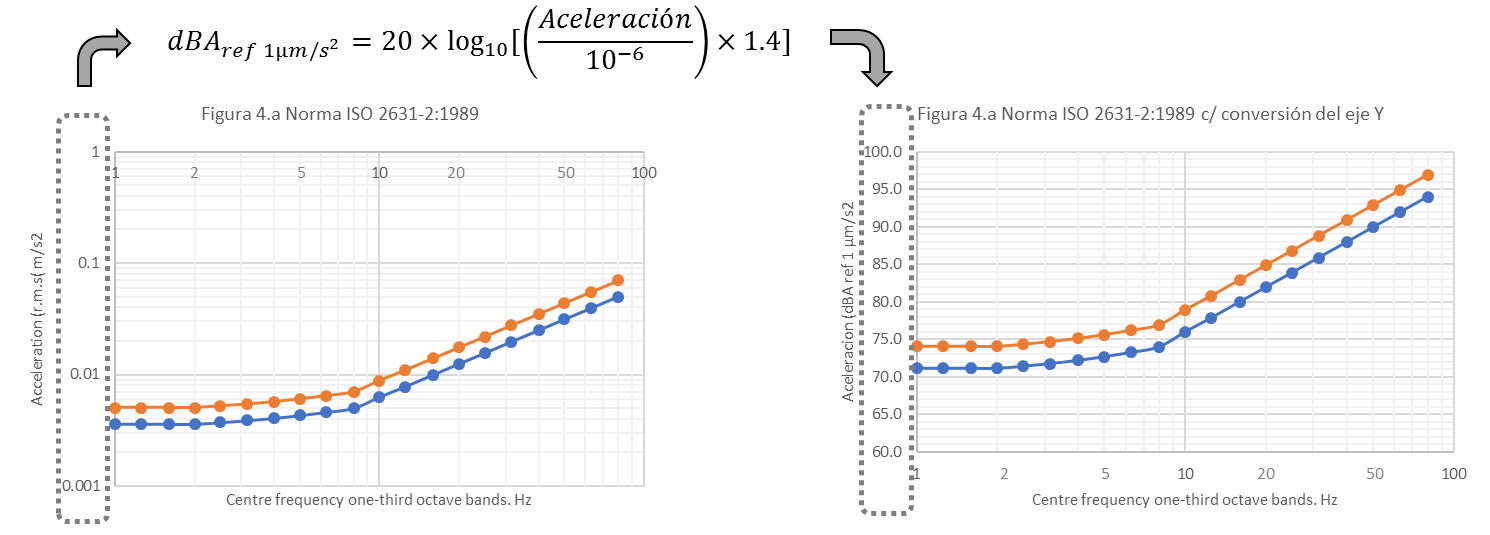 dBA_ref 1μm/s² = 20 × log₁₀[(Aceleración/10⁻⁶) × 1.4]
Figura 4.a Norma ISO 2631-2:1989
Acceleration (r.m.s( m/s2
1
0.1
0.01
0.001
1 2 5 10 20 50 100
Centre frequency one-third octave bands. Hz
Figura 4.a Norma ISO 2631-2:1989 c/ conversión del eje Y
Aceleracion (dBA ref 1 μm/s2
100.0
95.0
90.0
85.0
80.0
75.0
70.0
65.0
60.0
1 2 5 10 20 50 100
Centre frequency one-third octave bands. Hz